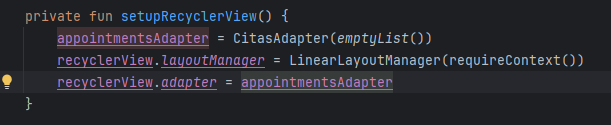 private fun setupRecyclerView() {
    appointmentsAdapter = CitasAdapter(emptyList())
    recyclerView.layoutManager = LinearLayoutManager(requireContext())
    recyclerView.adapter = appointmentsAdapter
}